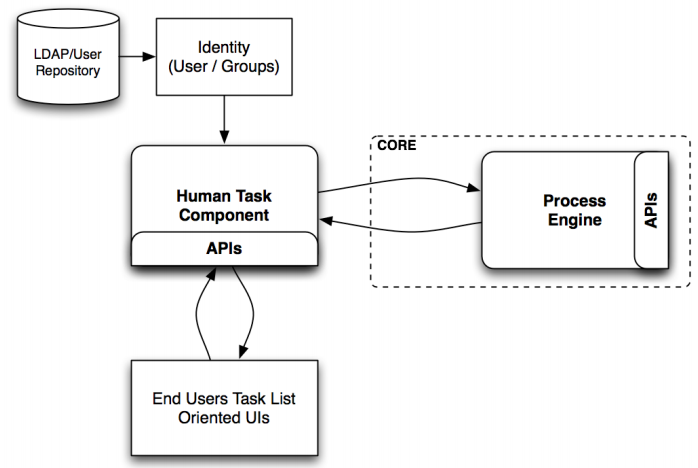 LDAP/User
Repository
Identity
(User / Groups)
CORE
Human Task
Component
APIs
Process
Engine
APIs
End Users Task List
Oriented UIs